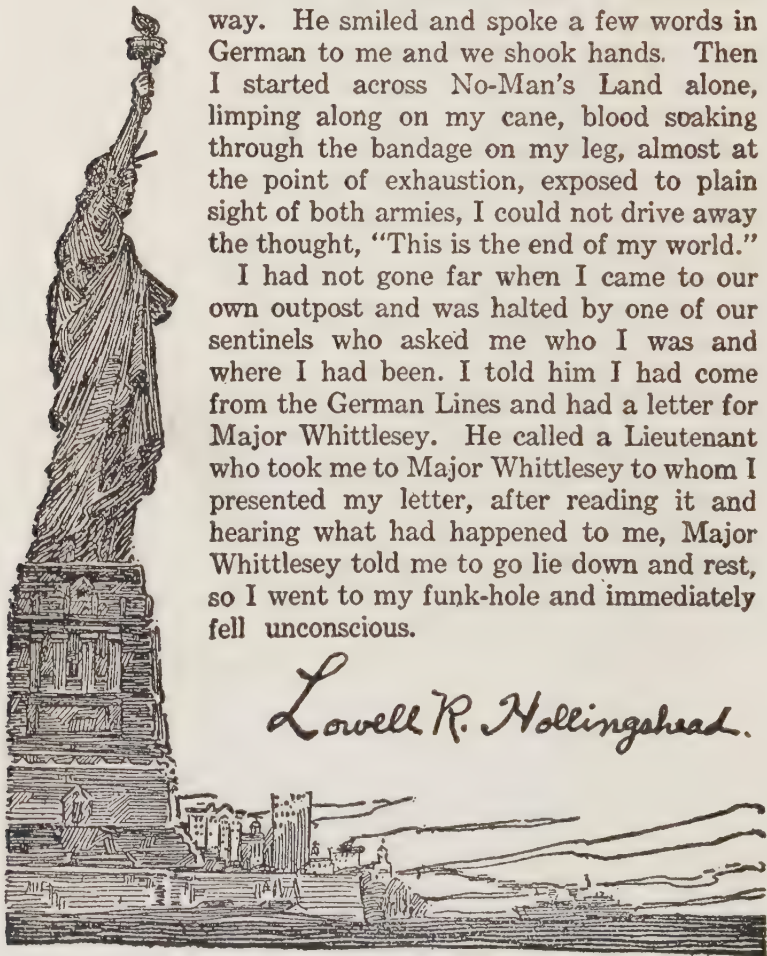 way. He smiled and spoke a few words in
German to me and we shook hands. Then
I started across No-Man's Land alone,
limping along on my cane, blood soaking
through the bandage on my leg, almost at
the point of exhaustion, exposed to plain
sight of both armies, I could not drive away
the thought, “This is the end of my world.”
I had not gone far when I came to our
own outpost and was halted by one of our
sentinels who asked me who I was and
where I had been. I told him I had come
from the German Lines and had a letter for
Major Whittlesey. He called a Lieutenant
who took me to Major Whittlesey to whom I
presented my letter, after reading it and
hearing what had happened to me, Major
Whittlesey told me to go lie down and rest,
so I went to my funk-hole and immediately
fell unconscious.
Lowell R. Hollingshead.